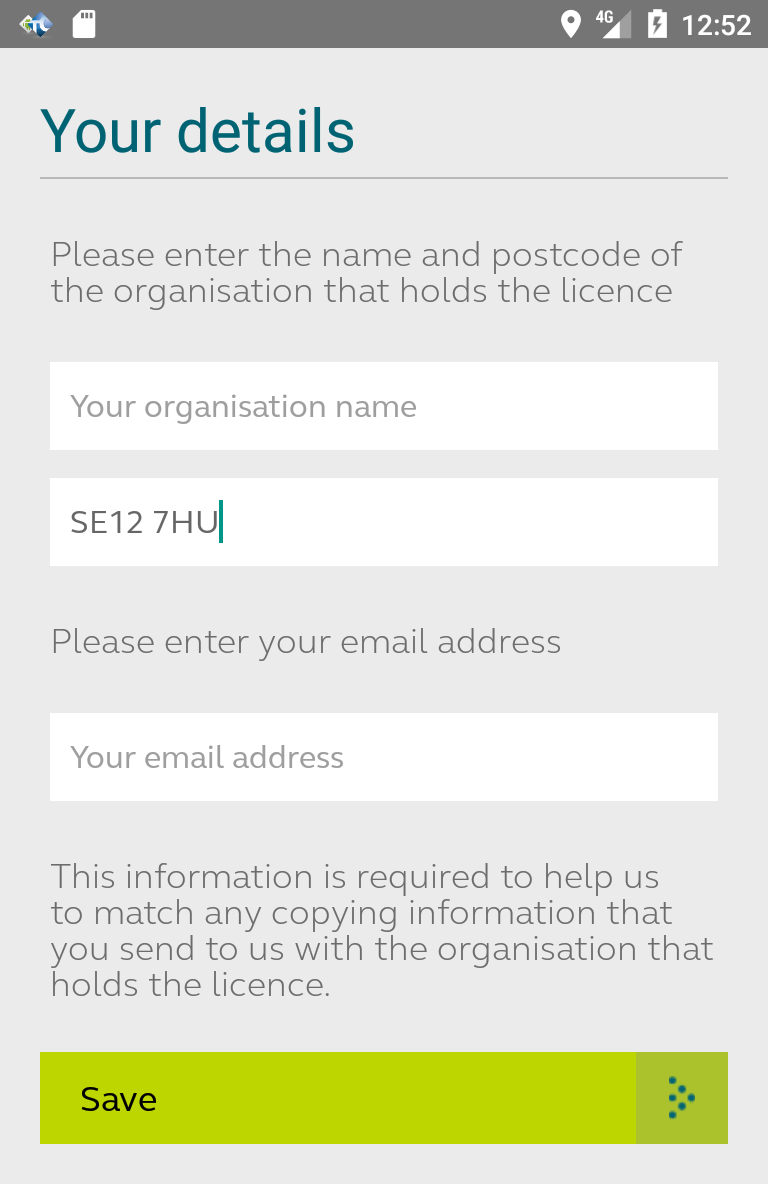 4G 12:52
Your details
Please enter the name and postcode of
the organisation that holds the licence
Your organisation name
SE12 7HU
Please enter your email address
Your email address
This information is required to help us
to match any copying information that
you send to us with the organisation that
holds the licence.
Save